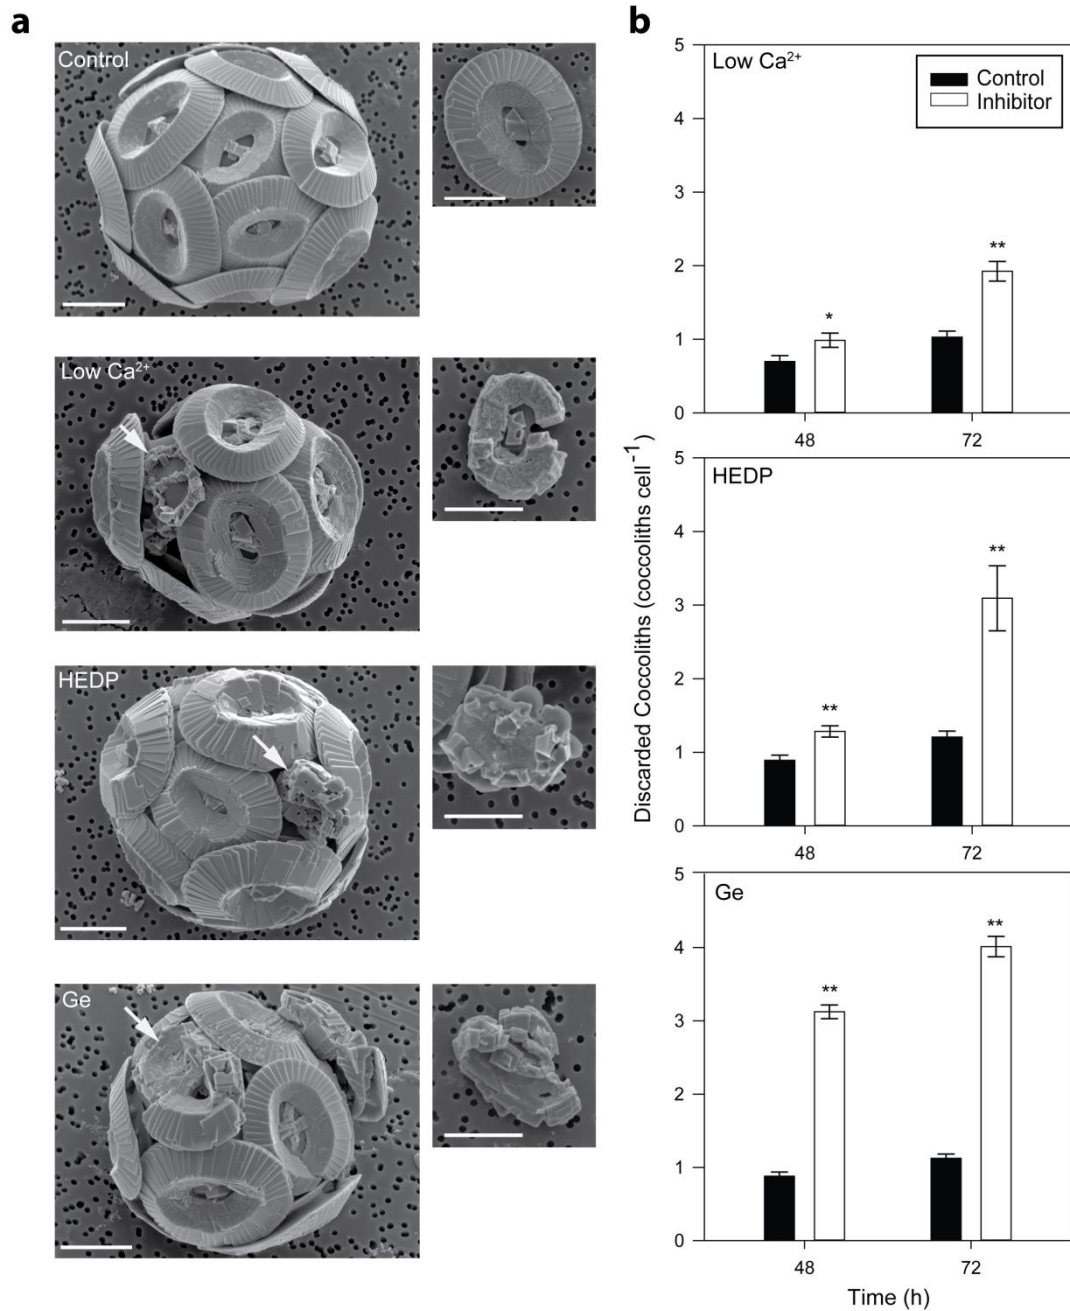 a
Control
Low Ca²⁺
HEDP
Ge
b
Low Ca²⁺
Control
Inhibitor
5
4
3
2
1
0
*
**
48
72
HEDP
5
4
3
2
1
0
**
**
48
72
Ge
5
4
3
2
1
0
**
**
48
72
Discarded Coccoliths (coccoliths cell⁻¹)
Time (h)